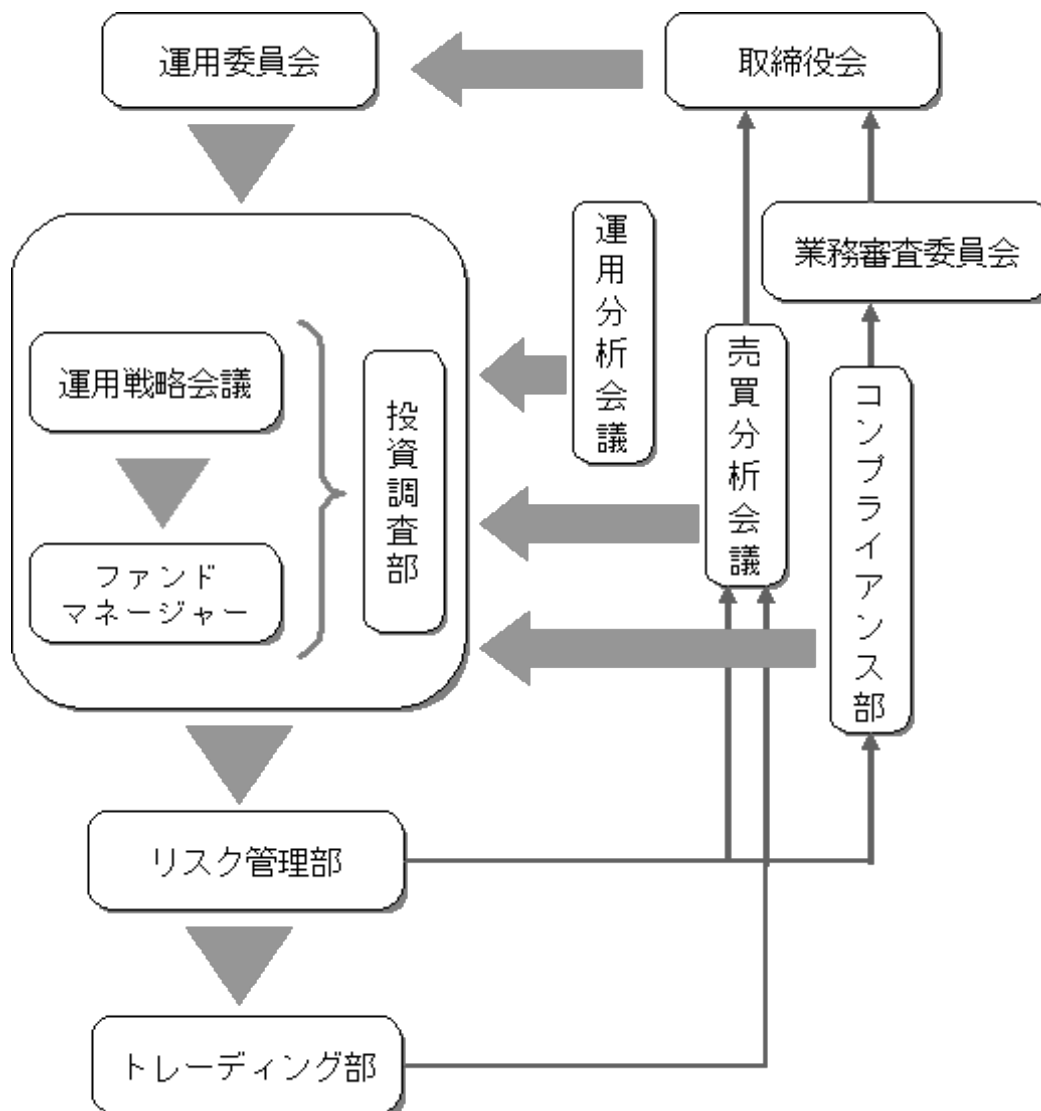 運用委員会
取締役会
運用分析会議
業務審査委員会
売買分析会議
運用戦略会議
投資調査部
コンプライアンス部
ファンド
マネージャー
リスク管理部
トレーディング部